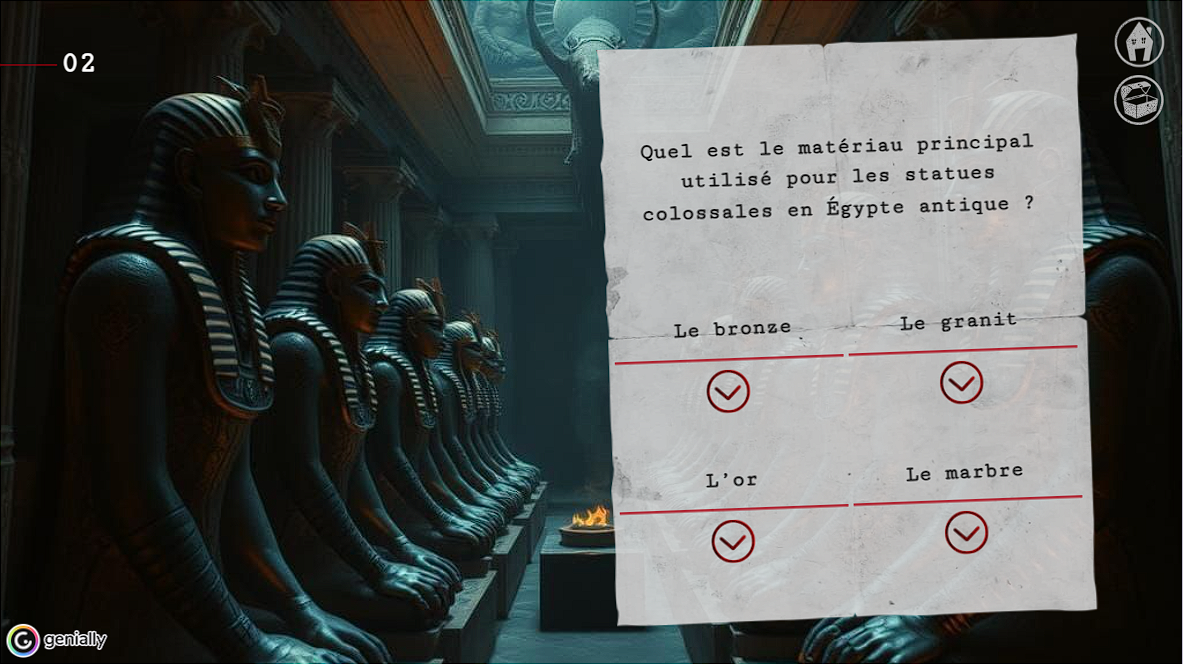 02
Quel est le matériau principal
utilisé pour les statues
colossales en Égypte antique ?
Le bronze
Le granit
L'or
Le marbre
genially